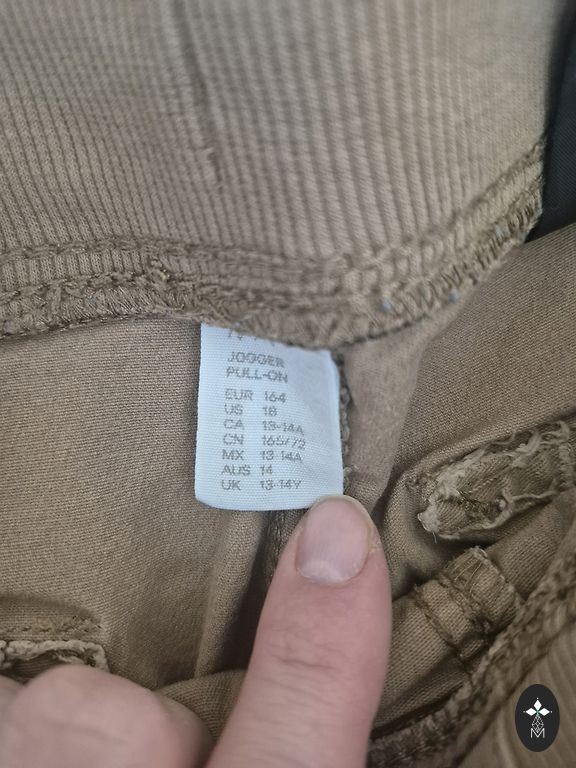 JOGGER
PULL-ON
EUR 164
US 18
CA 13-14A
CN 165/72
MX 13-14A
AUS 14
UK 13-14Y
M